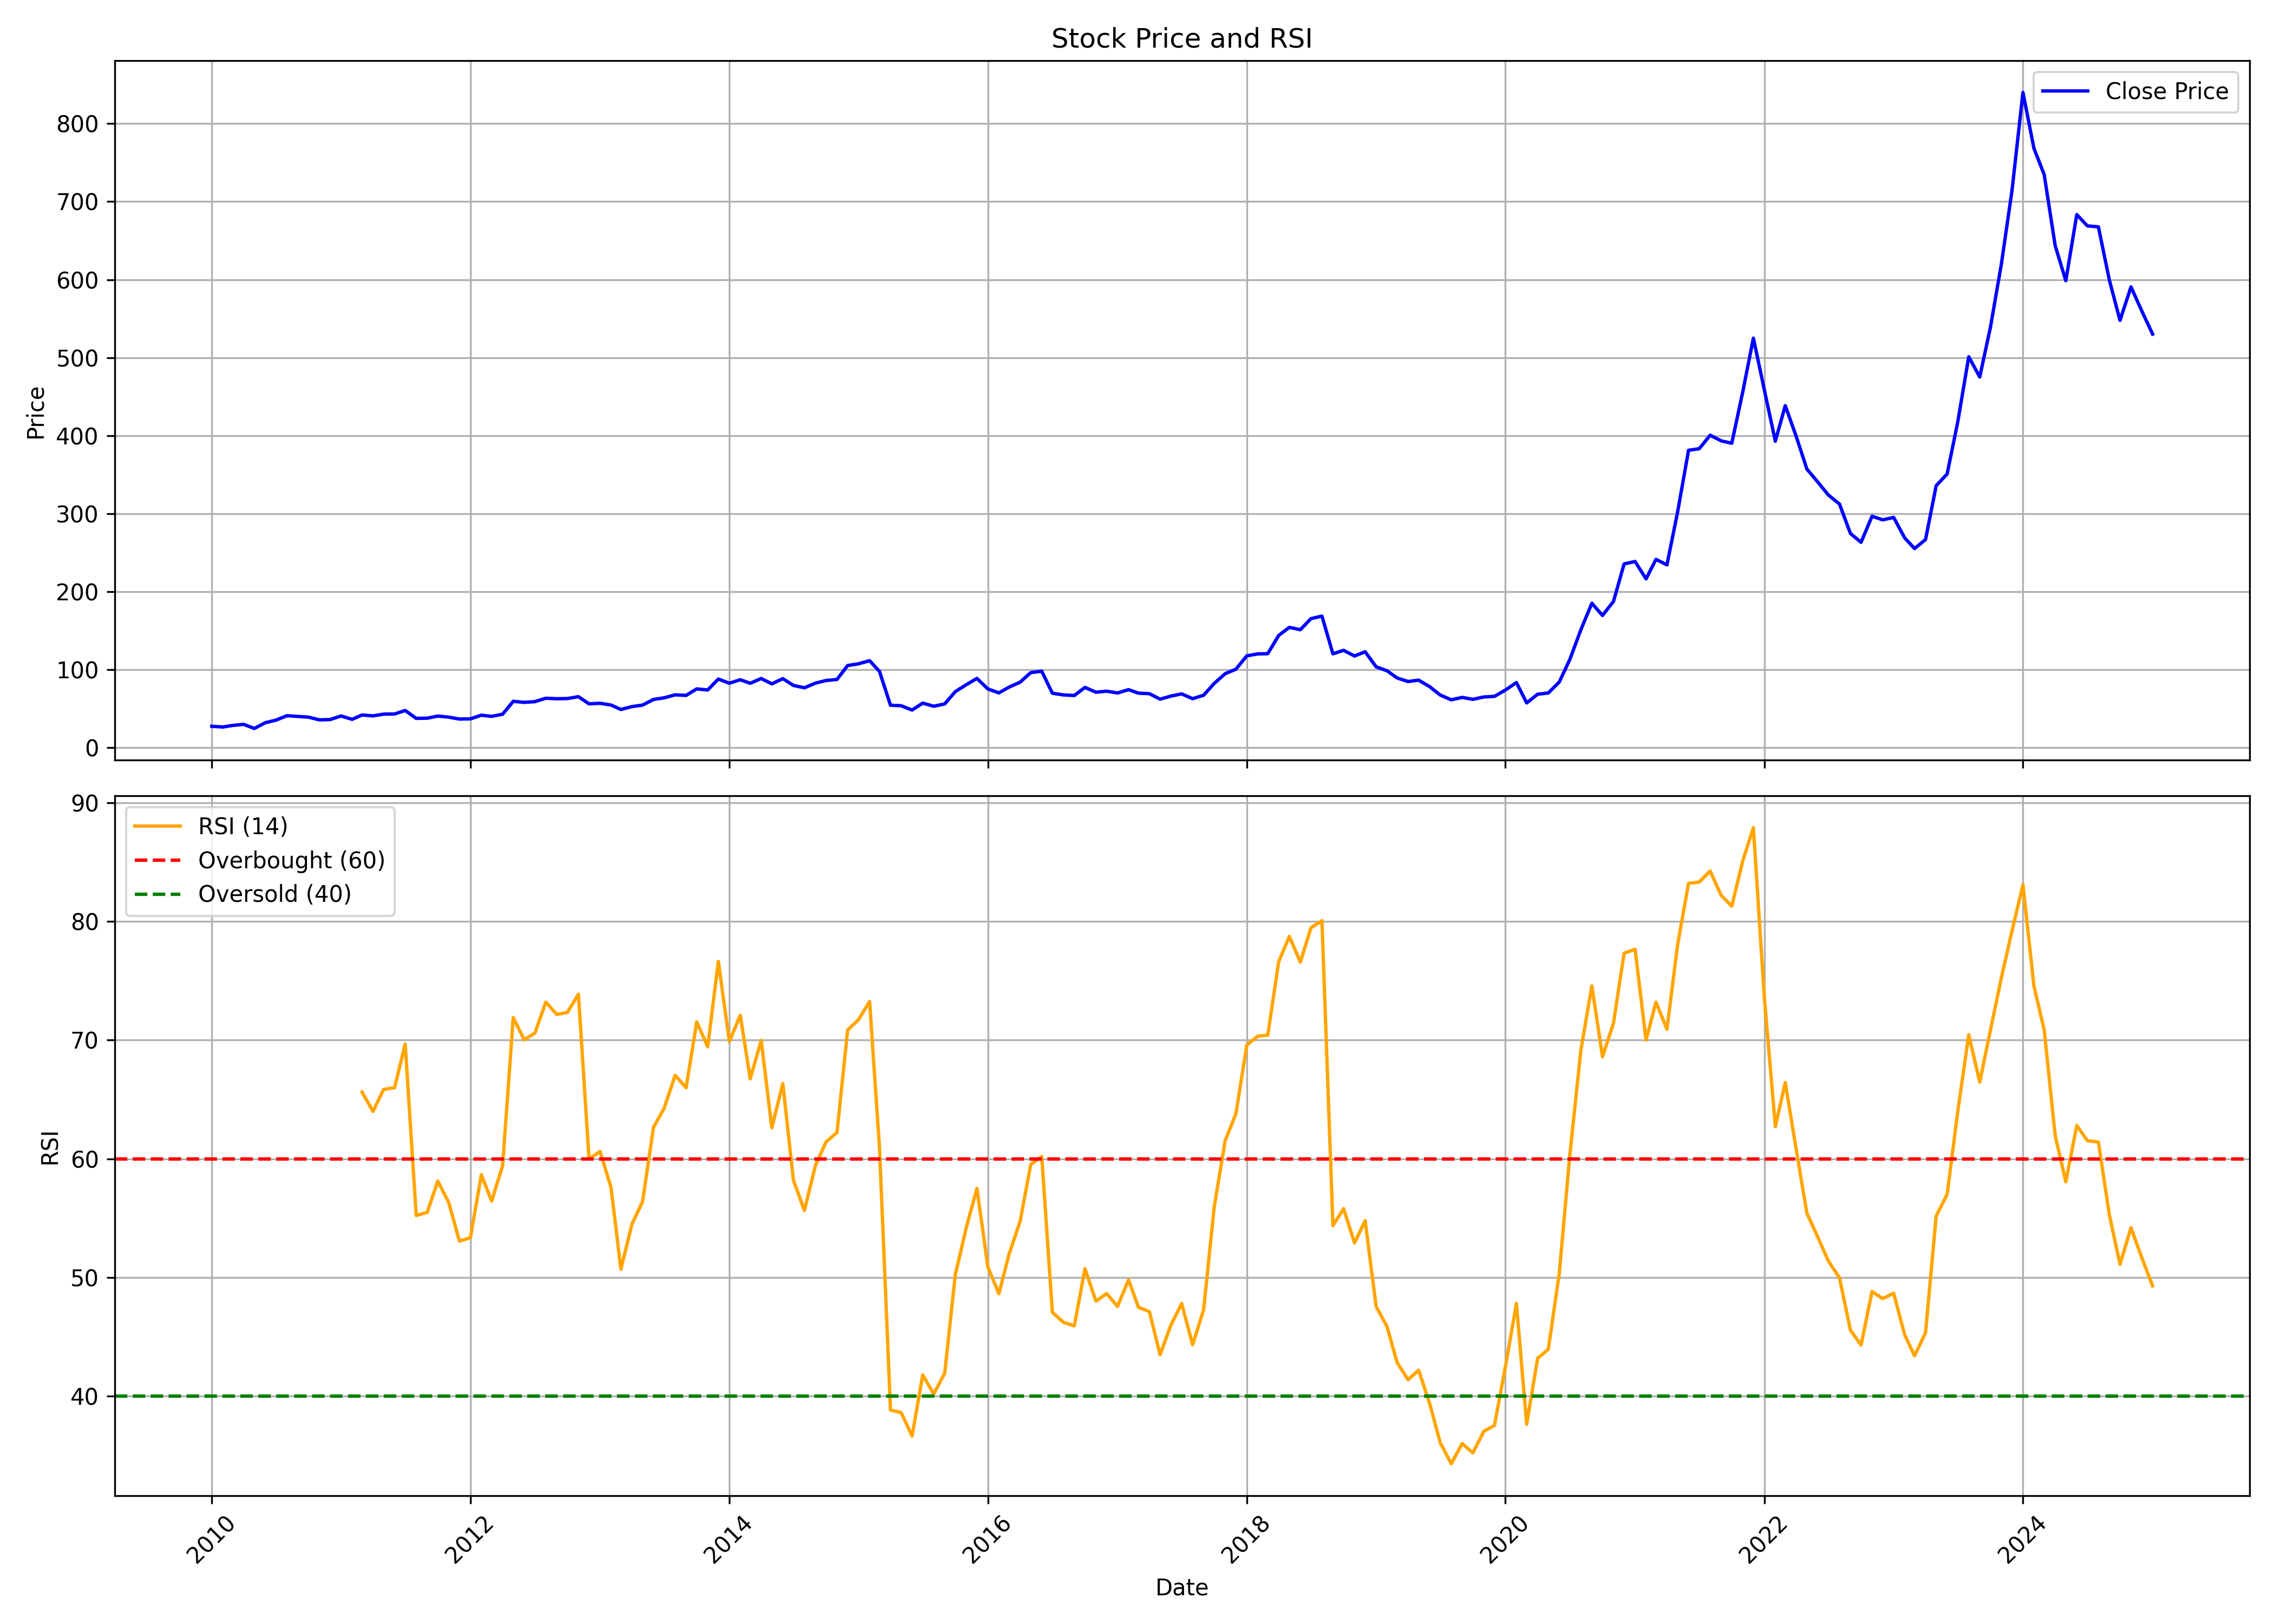 Stock Price and RSI
Close Price
800
700
600
500
400
300
200
100
0
Price
90
80
70
60
50
40
RSI
RSI (14)
Overbought (60)
Oversold (40)
2010
2012
2014
2016
2018
2020
2022
2024
Date